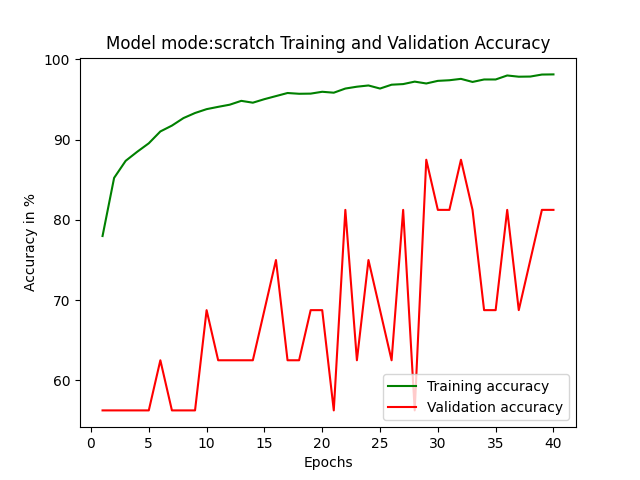 Model mode:scratch Training and Validation Accuracy
100
90
80
70
60
Accuracy in %
0 5 10 15 20 25 30 35 40
Epochs
Training accuracy
Validation accuracy